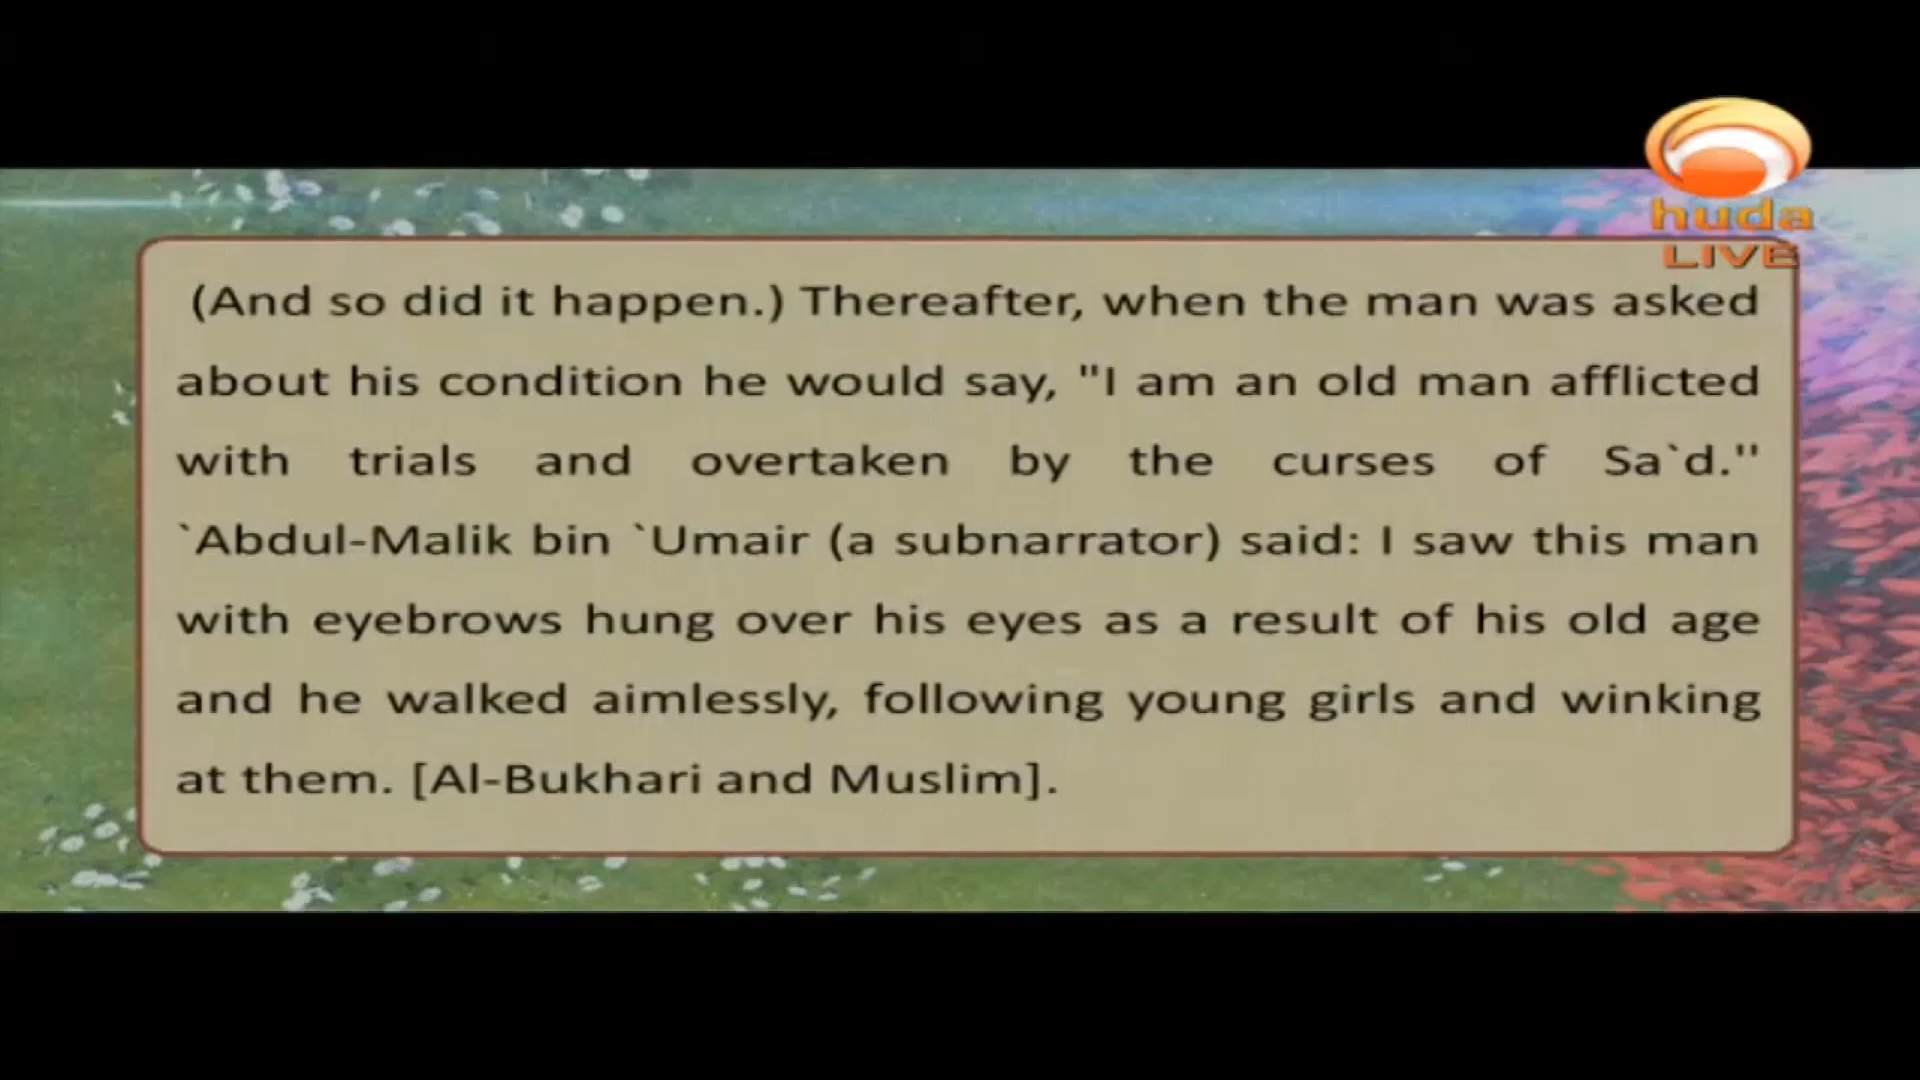 huda
LIVE
(And so did it happen.) Thereafter, when the man was asked
about his condition he would say, "I am an old man afflicted
with trials and overtaken by the curses of Sa`d."
`Abdul-Malik bin `Umair (a subnarrator) said: I saw this man
with eyebrows hung over his eyes as a result of his old age
and he walked aimlessly, following young girls and winking
at them. [Al-Bukhari and Muslim].